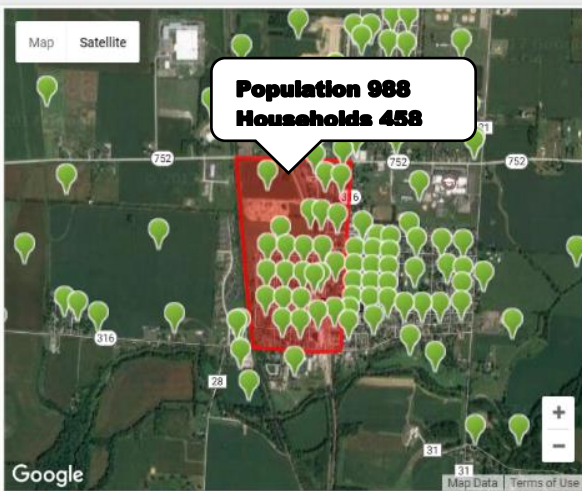 Map Satellite
Population 988
Households 458
31
752
752
752
316
316
28
31
31
+
−
Google
Map Data Terms of Use